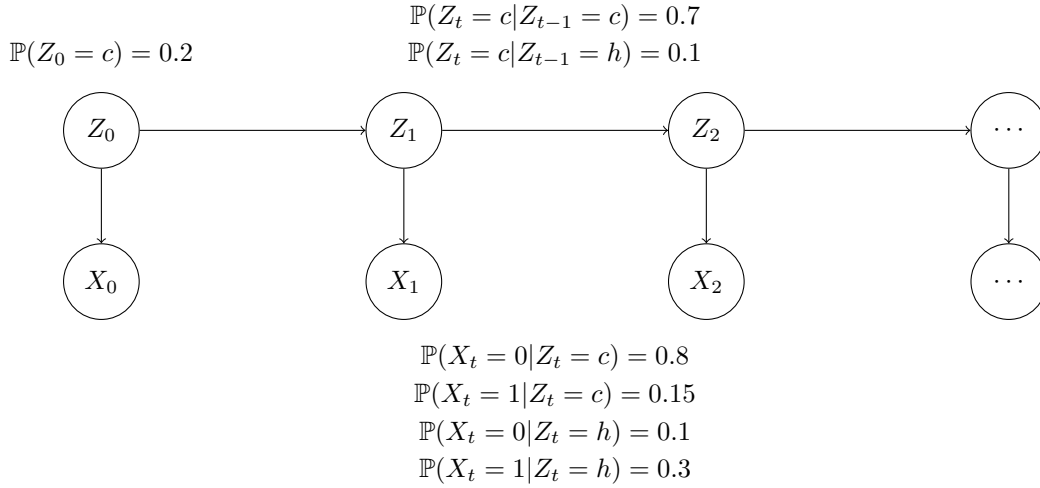 ℙ(Z_t = c|Z_{t−1} = c) = 0.7
ℙ(Z_0 = c) = 0.2
ℙ(Z_t = c|Z_{t−1} = h) = 0.1
Z_0
Z_1
Z_2
⋯
X_0
X_1
X_2
⋯
ℙ(X_t = 0|Z_t = c) = 0.8
ℙ(X_t = 1|Z_t = c) = 0.15
ℙ(X_t = 0|Z_t = h) = 0.1
ℙ(X_t = 1|Z_t = h) = 0.3